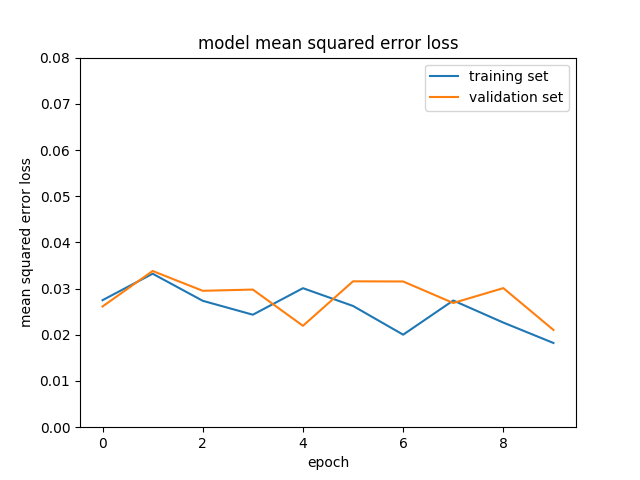 model mean squared error loss
training set
validation set
0.08
0.07
0.06
0.05
0.04
0.03
0.02
0.01
0.00
mean squared error loss
0 2 4 6 8
epoch